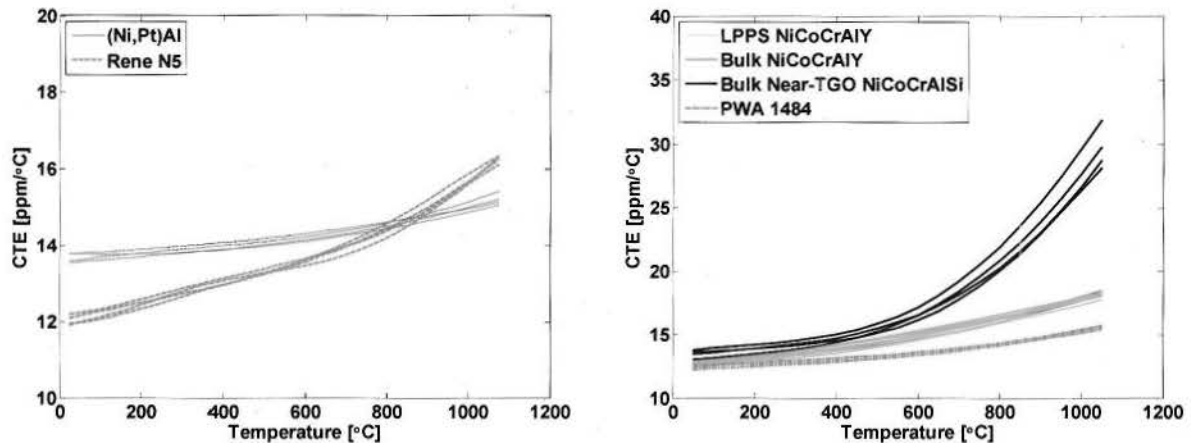 20
18
16
14
12
10
CTE [ppm/°C]
(Ni,Pt)Al
Rene N5
0 200 400 600 800 1000 1200
Temperature [°C]
40
35
30
25
20
15
10
CTE [ppm/°C]
LPPS NiCoCrAlY
Bulk NiCoCrAlY
Bulk Near-TGO NiCoCrAlSi
PWA 1484
0 200 400 600 800 1000 1200
Temperature [°C]